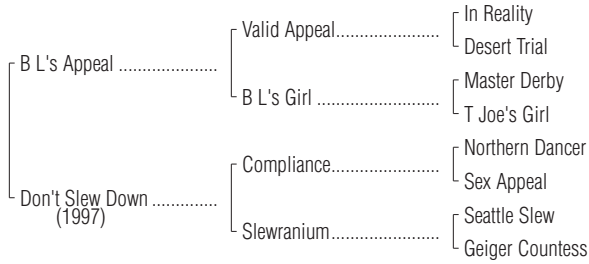 In Reality
Valid Appeal
Desert Trial
B L's Appeal
Master Derby
B L's Girl
T Joe's Girl
Northern Dancer
Compliance
Sex Appeal
Don't Slew Down
(1997)
Seattle Slew
Slewranium
Geiger Countess